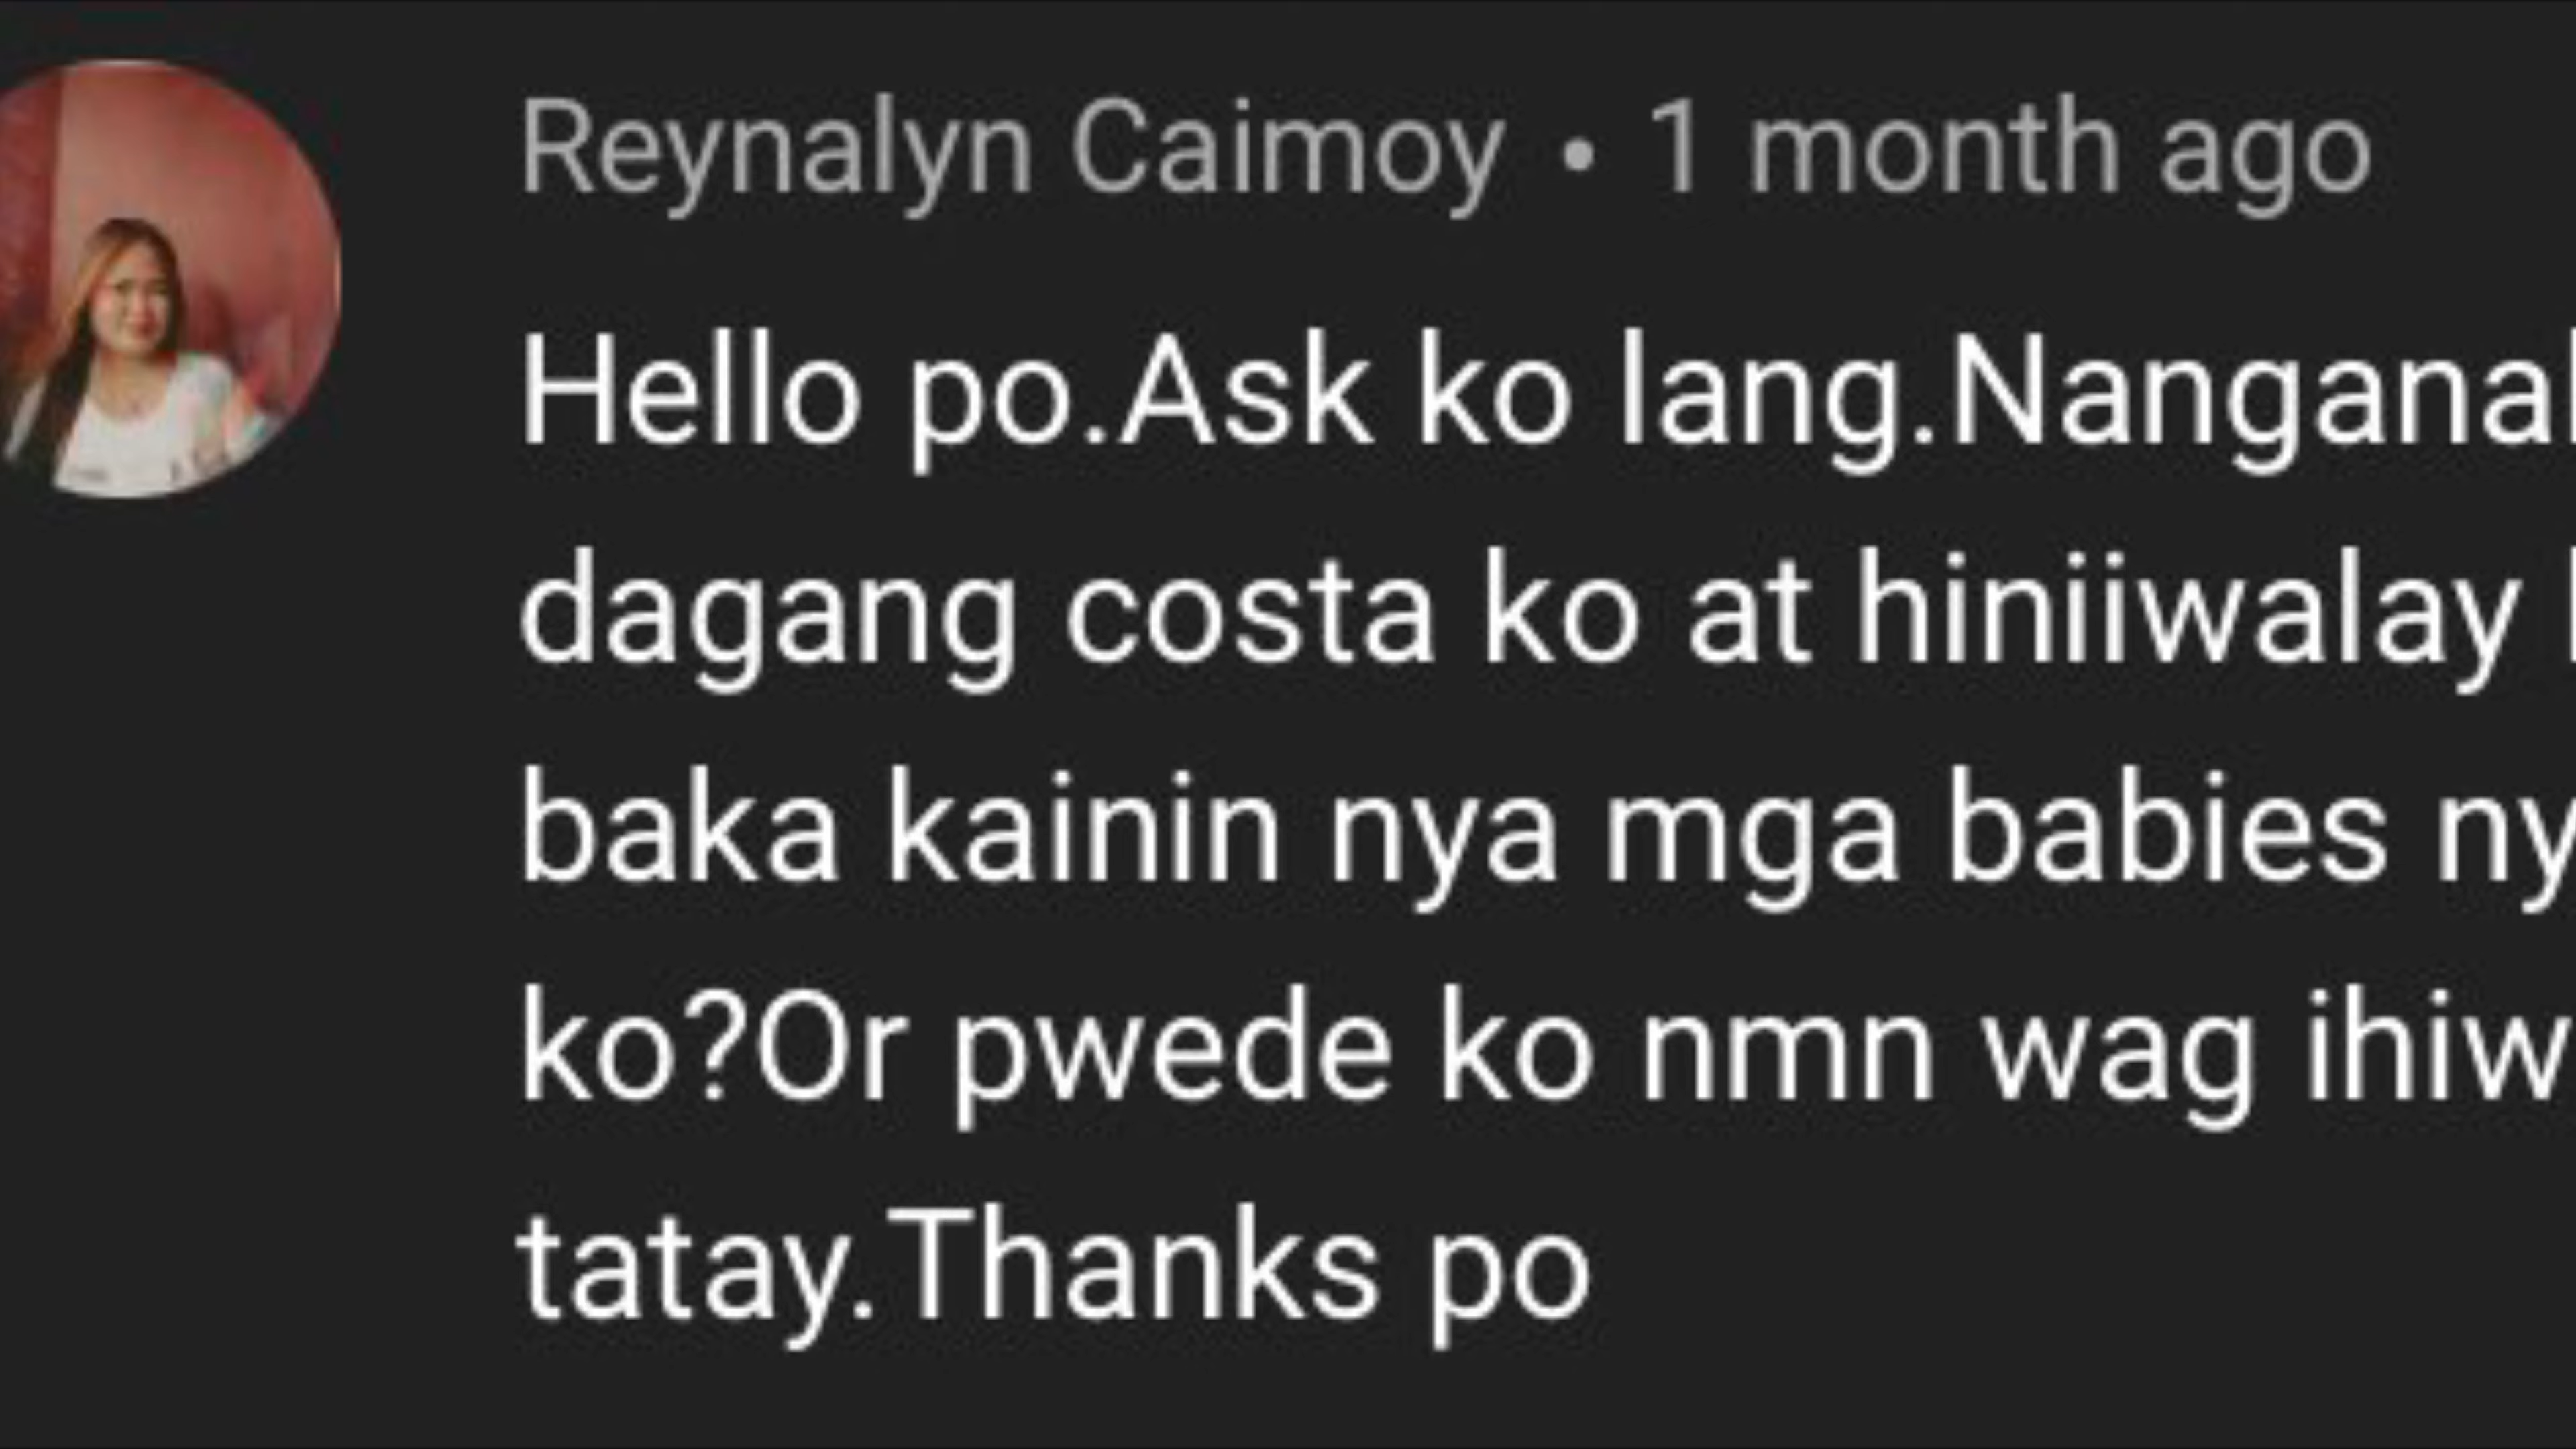 Reynalyn Caimoy • 1 month ago
Hello po.Ask ko lang.
dagang costa ko at hiniiwalay
baka kainin nya mga babies
ko?Or pwede ko nmn wag
tatay.Thanks po